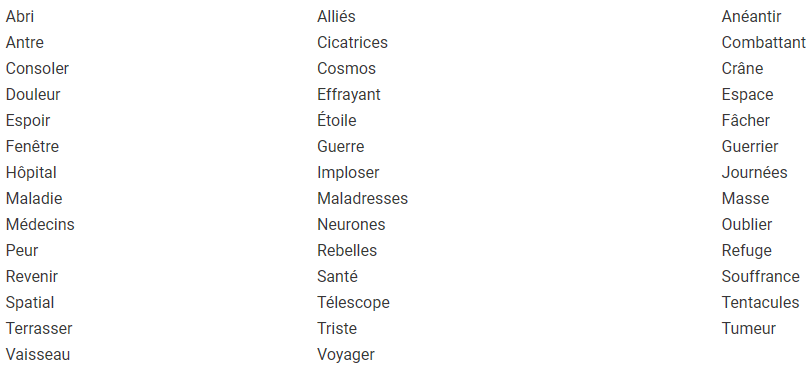 Abri Alliés Anéantir
Antre Cicatrices Combattant
Consoler Cosmos Crâne
Douleur Effrayant Espace
Espoir Étoile Fâcher
Fenêtre Guerre Guerrier
Hôpital Imploser Journées
Maladie Maladresses Masse
Médecins Neurones Oublier
Peur Rebelles Refuge
Revenir Santé Souffrance
Spatial Télescope Tentacules
Terrasser Triste Tumeur
Vaisseau Voyager